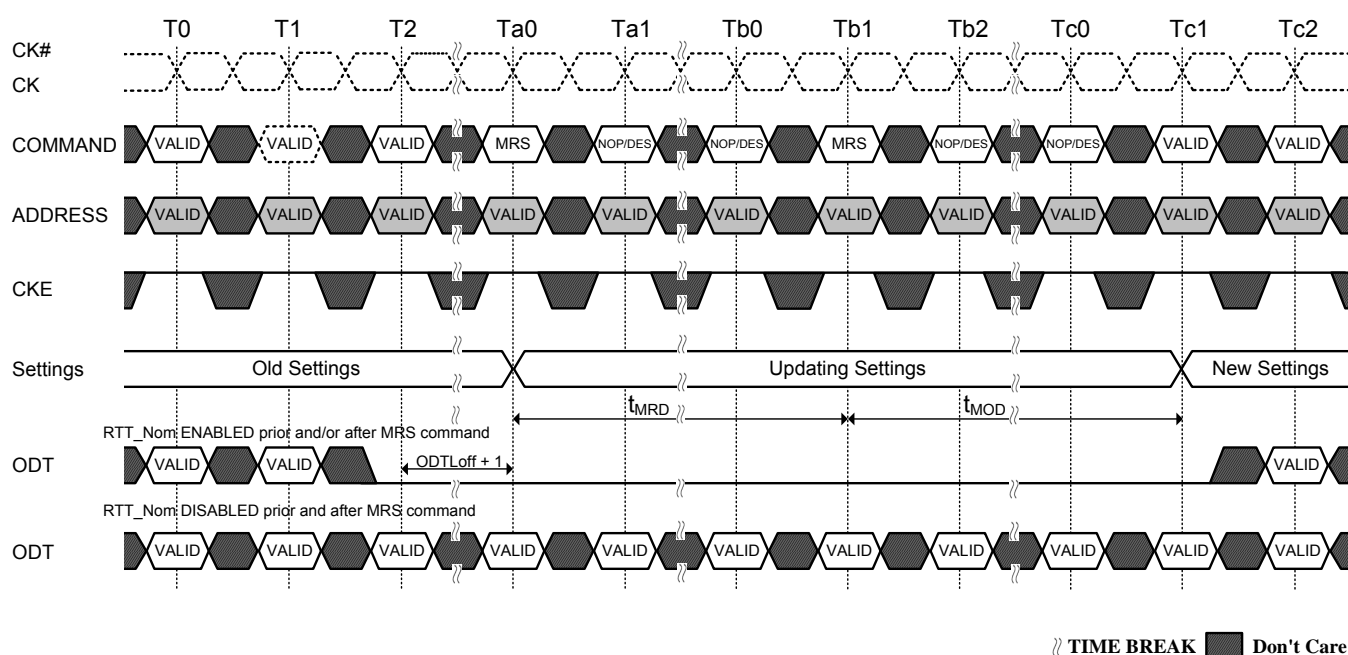 T0 T1 T2 Ta0 Ta1 Tb0 Tb1 Tb2 Tc0 Tc1 Tc2
CK#
CK
COMMAND VALID VALID VALID MRS NOP/DES NOP/DES MRS NOP/DES NOP/DES VALID VALID
ADDRESS VALID VALID VALID VALID VALID VALID VALID VALID VALID VALID VALID
CKE
Settings Old Settings Updating Settings New Settings
tMRD tMOD
RTT_Nom ENABLED prior and/or after MRS command
ODT VALID VALID ODTLoff + 1 VALID
RTT_Nom DISABLED prior and after MRS command
ODT VALID VALID VALID VALID VALID VALID VALID VALID VALID VALID VALID
TIME BREAK Don't Care